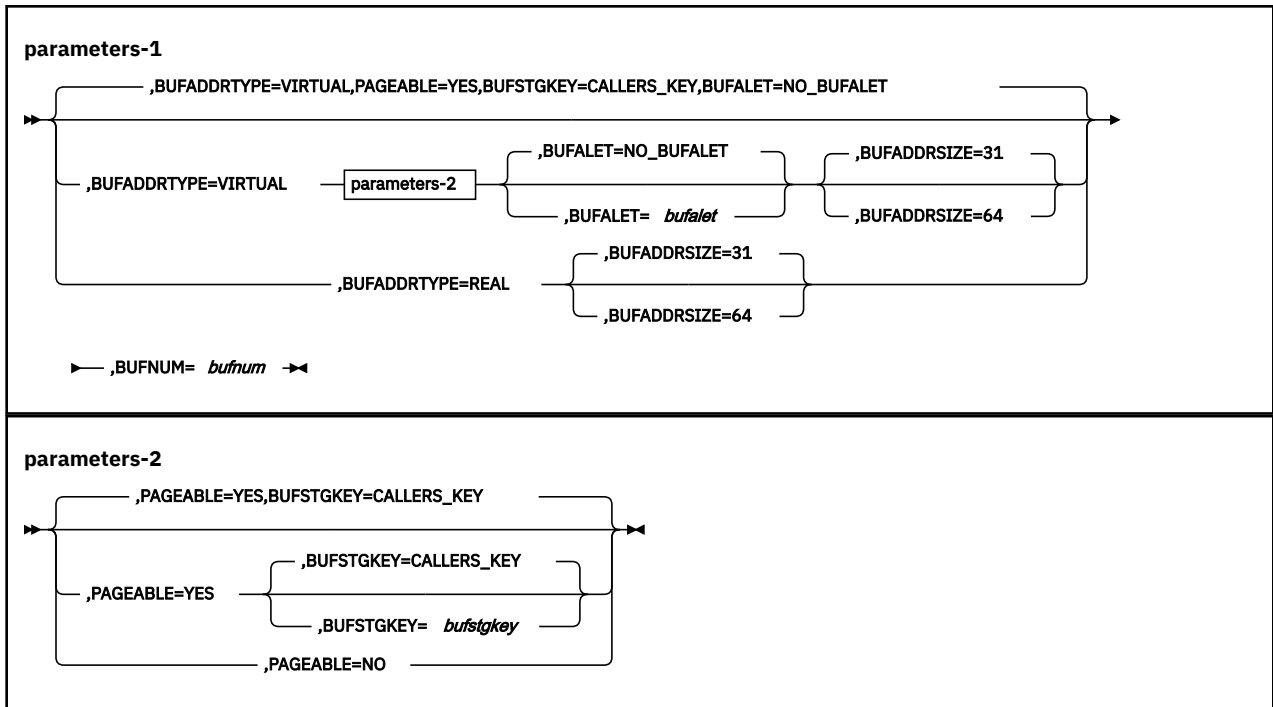 parameters-1
,BUFADDRTYPE=VIRTUAL,PAGEABLE=YES,BUFSTGKEY=CALLERS_KEY,BUFALET=NO_BUFALET
,BUFADDRTYPE=VIRTUAL parameters-2 ,BUFALET=NO_BUFALET ,BUFADDRSIZE=31
,BUFALET= bufalet ,BUFADDRSIZE=64
,BUFADDRTYPE=REAL ,BUFADDRSIZE=31
,BUFADDRSIZE=64
,BUFNUM= bufnum
parameters-2
,PAGEABLE=YES,BUFSTGKEY=CALLERS_KEY
,PAGEABLE=YES ,BUFSTGKEY=CALLERS_KEY
,BUFSTGKEY= bufstgkey
,PAGEABLE=NO